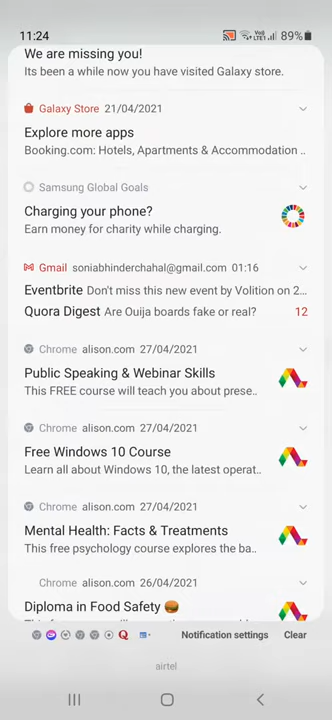 11:24 Vo) LTE1 89%
We are missing you!
Its been a while now you have visited Galaxy store.
Galaxy Store 21/04/2021
Explore more apps
Booking.com: Hotels, Apartments & Accommodation ..
Samsung Global Goals
Charging your phone?
Earn money for charity while charging.
Gmail soniabhinderchahal@gmail.com 01:16
Eventbrite Don't miss this new event by Volition on 2...
Quora Digest Are Ouija boards fake or real? 12
Chrome alison.com 27/04/2021
Public Speaking & Webinar Skills
This FREE course will teach you about prese..
Chrome alison.com 27/04/2021
Free Windows 10 Course
Learn all about Windows 10, the latest operat..
Chrome alison.com 27/04/2021
Mental Health: Facts & Treatments
This free psychology course explores the ba..
Chrome alison.com 26/04/2021
Diploma in Food Safety 🍔
Notification settings Clear
airtel